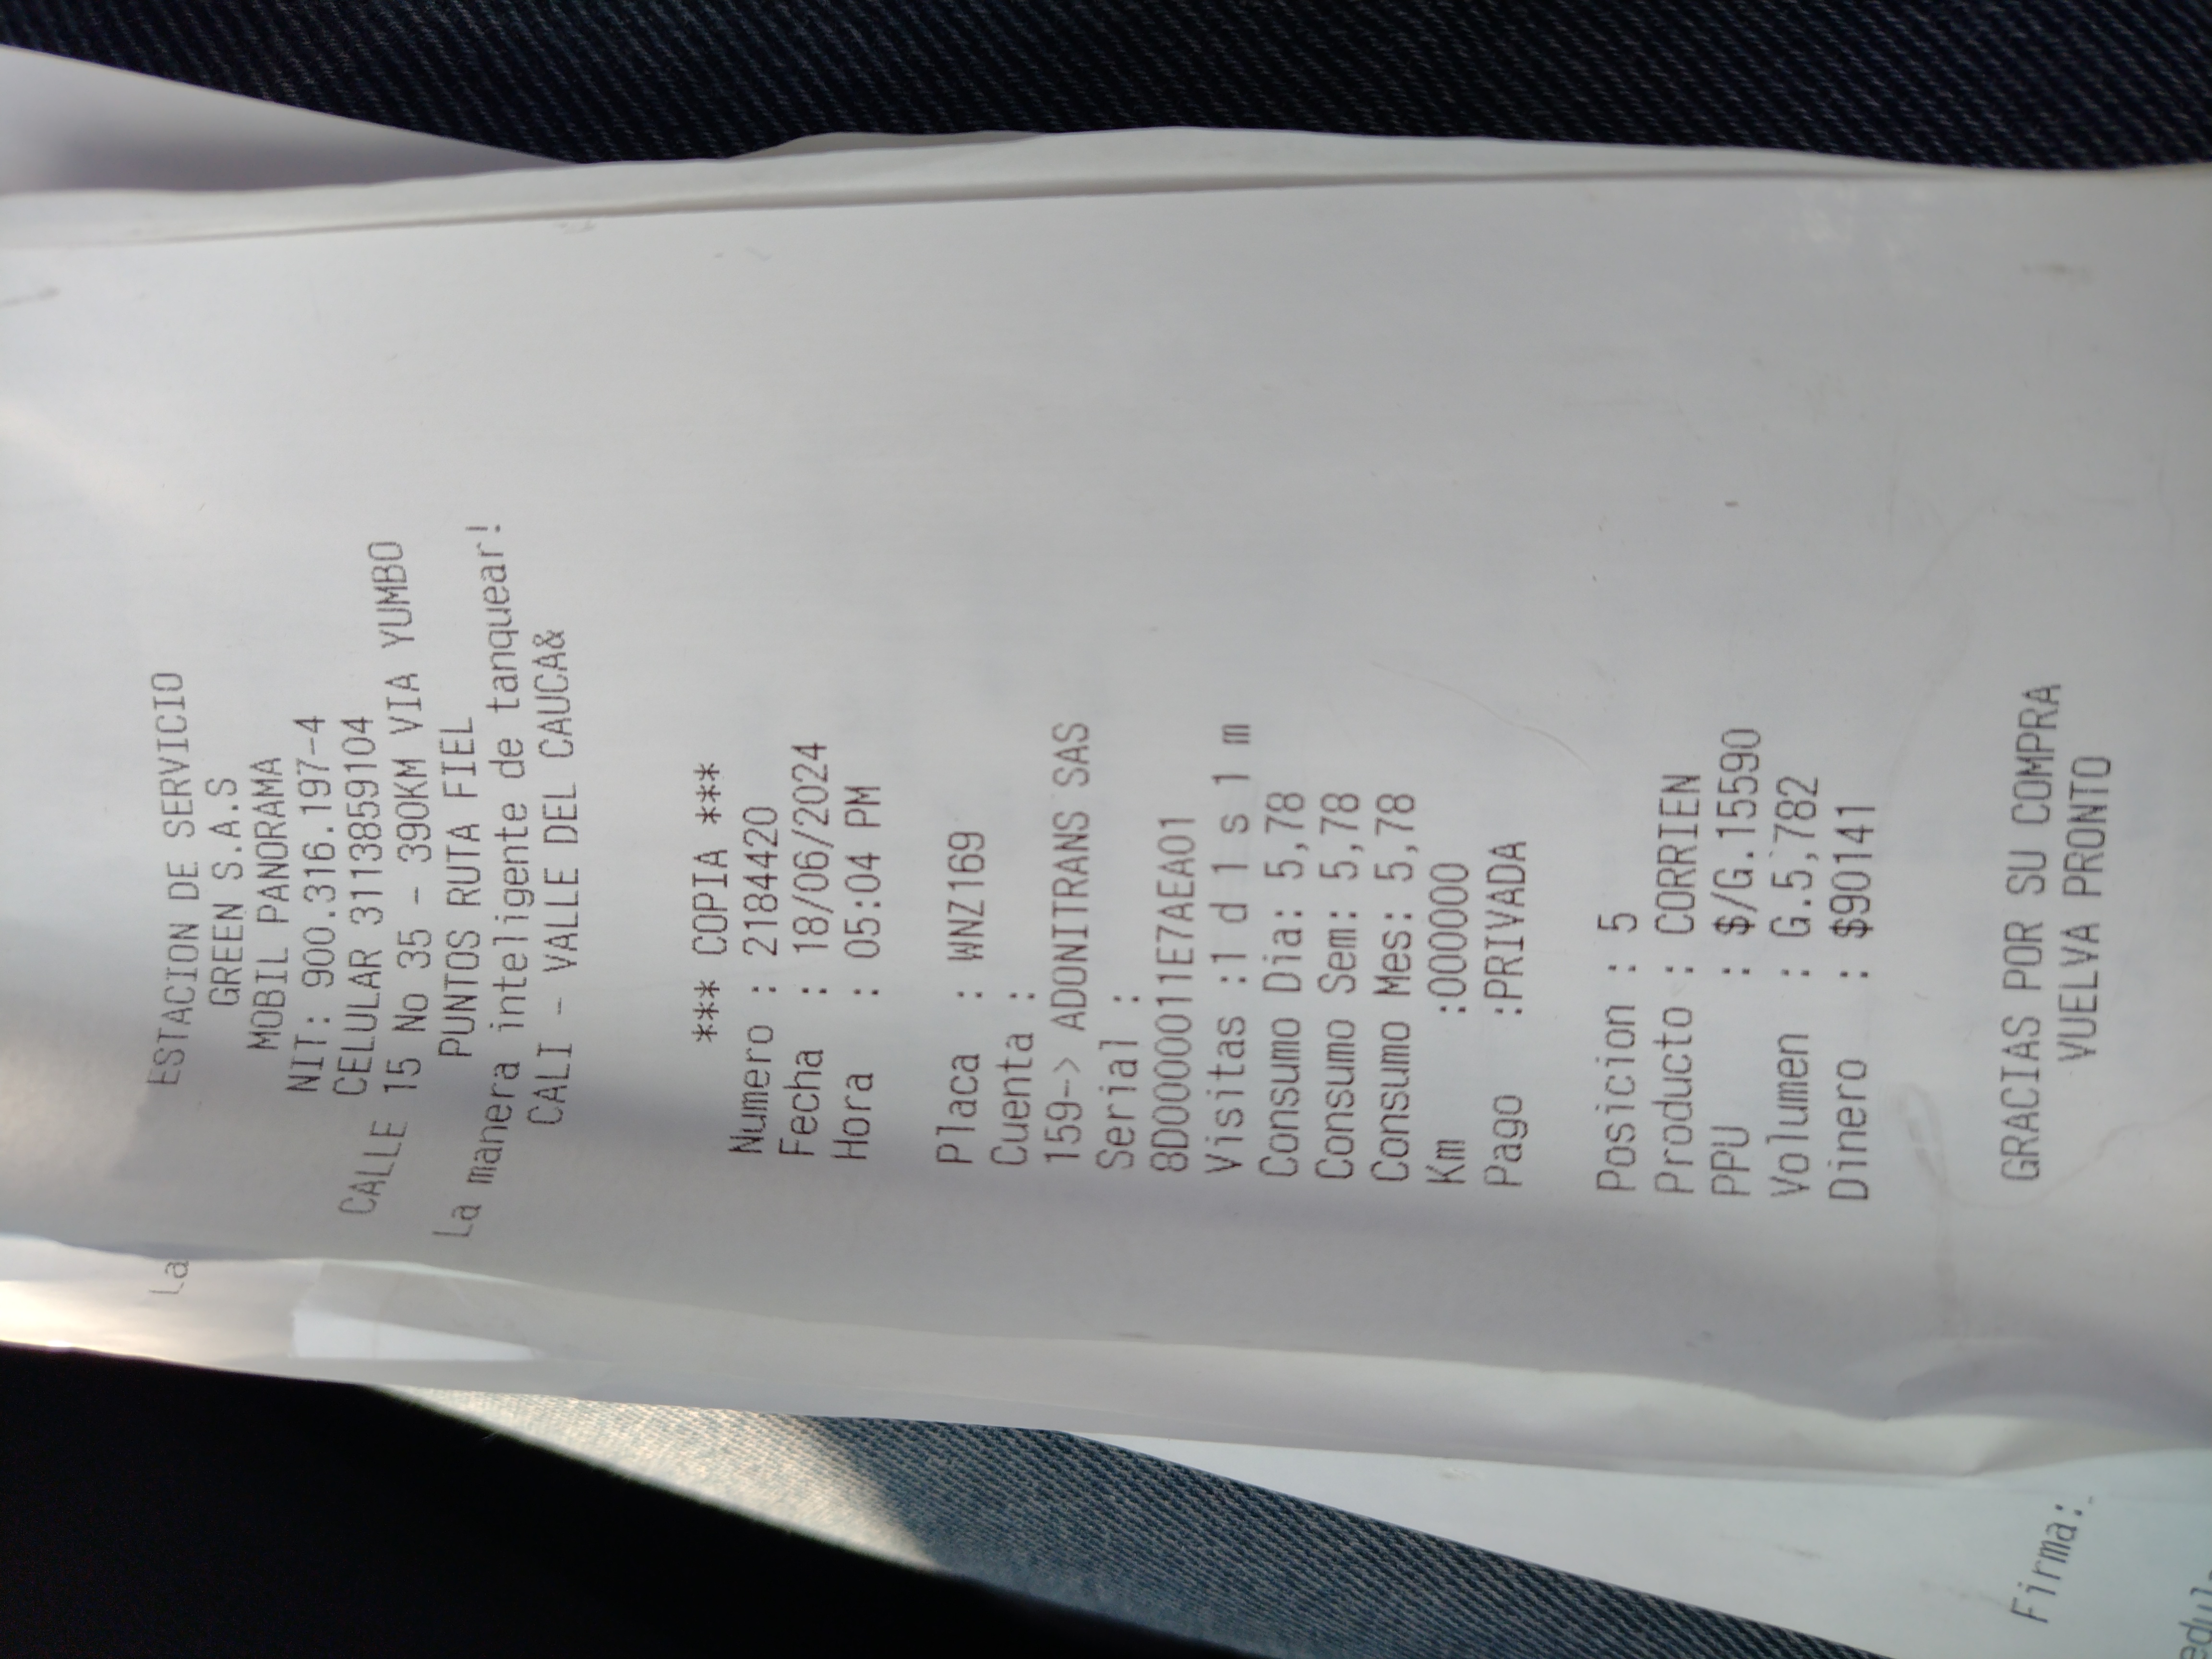 La
ESTACION DE SERVICIO
GREEN S.A.S
MOBIL PANORAMA
NIT: 900.316.197-4
CELULAR 3113859104
CALLE 15 No 35 - 390KM VIA YUMBO
PUNTOS RUTA FIEL
La manera inteligente de tanquear!
CALI - VALLE DEL CAUCA&
*** COPIA ***
Numero : 2184420
Fecha : 18/06/2024
Hora : 05:04 PM
Placa : WNZ169
Cuenta :
159-> ADONITRANS SAS
Serial :
8D000011E7AEA01
Visitas :1 d 1 s 1 m
Consumo Dia: 5,78
Consumo Sem: 5,78
Consumo Mes: 5,78
Km :000000
Pago :PRIVADA
Posicion : 5
Producto : CORRIEN
PPU : $/G.15590
Volumen : G.5,782
Dinero : $90141
GRACIAS POR SU COMPRA
VUELVA PRONTO
Firma: